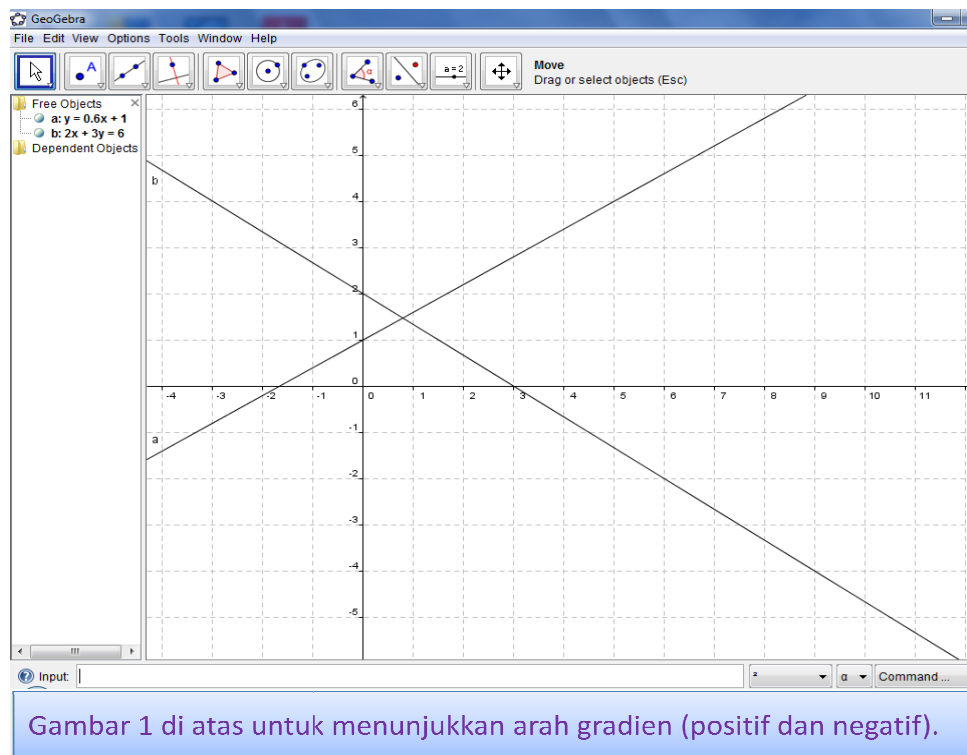 GeoGebra
File Edit View Options Tools Window Help
A
α
a=2
Move
Drag or select objects (Esc)
Free Objects
a: y = 0.6x + 1
b: 2x + 3y = 6
Dependent Objects
6
5
b
4
3
2
1
0
-4 -3 -2 -1 0 1 2 3 4 5 6 7 8 9 10 11
-1
a
-2
-3
-4
-5
Input:
² α Command ...
Gambar 1 di atas untuk menunjukkan arah gradien (positif dan negatif).